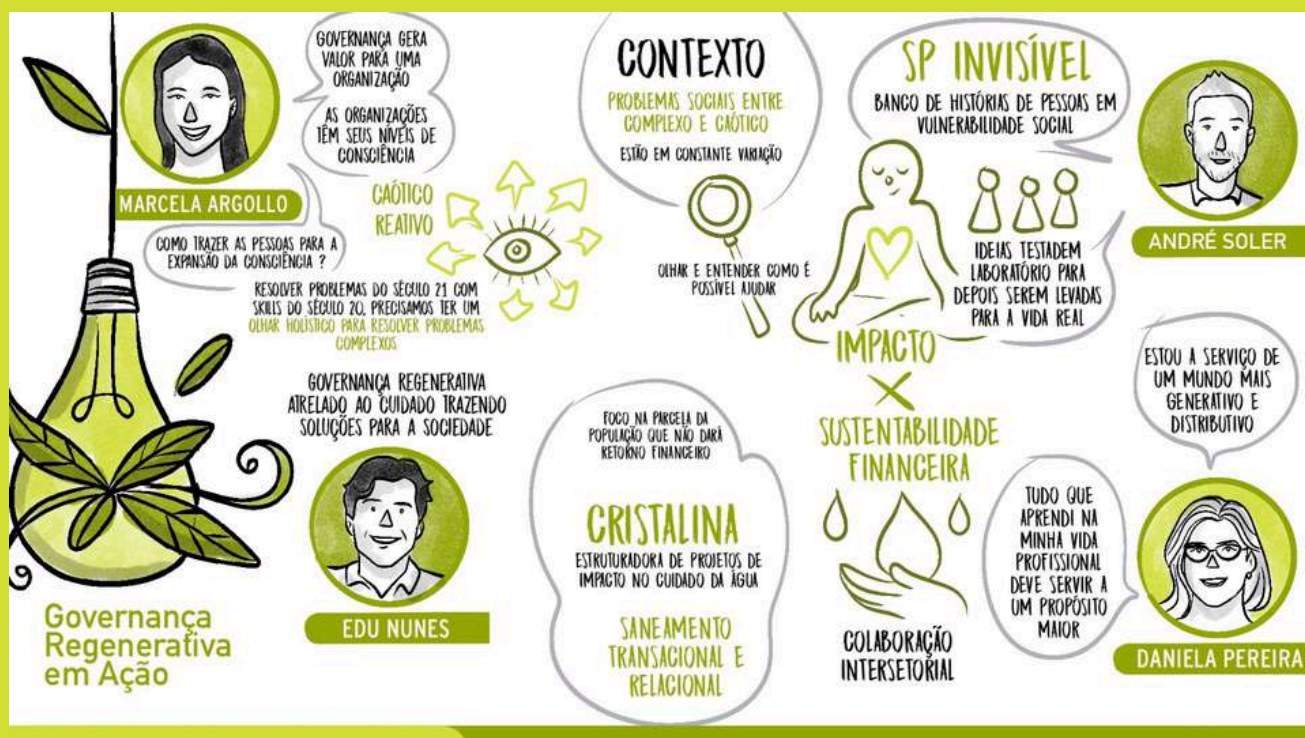 GOVERNANÇA GERA
VALOR PARA UMA
ORGANIZAÇÃO
AS ORGANIZAÇÕES
TÊM SEUS NÍVEIS DE
CONSCIÊNCIA
MARCELA ARGOLLO
CAÓTICO
REATIVO
COMO TRAZER AS PESSOAS PARA A
EXPANSÃO DA CONSCIÊNCIA ?
RESOLVER PROBLEMAS DO SÉCULO 21 COM
SKILLS DO SÉCULO 20, PRECISAMOS TER UM
OLHAR HOLÍSTICO PARA RESOLVER PROBLEMAS
COMPLEXOS
GOVERNANÇA REGENERATIVA
ATRELADO AO CUIDADO TRAZENDO
SOLUÇÕES PARA A SOCIEDADE
EDU NUNES
Governança
Regenerativa
em Ação
CONTEXTO
PROBLEMAS SOCIAIS ENTRE
COMPLEXO E CAÓTICO
ESTÃO EM CONSTANTE VARIAÇÃO
OLHAR E ENTENDER COMO É
POSSÍVEL AJUDAR
FOCO NA PARCELA DA
POPULAÇÃO QUE NÃO DARÁ
RETORNO FINANCEIRO
CRISTALINA
ESTRUTURADORA DE PROJETOS DE
IMPACTO NO CUIDADO DA ÁGUA
SANEAMENTO
TRANSACIONAL E
RELACIONAL
SP INVISÍVEL
BANCO DE HISTÓRIAS DE PESSOAS EM
VULNERABILIDADE SOCIAL
ANDRÉ SOLER
IDEIAS TESTADEM
LABORATÓRIO PARA
DEPOIS SEREM LEVADAS
PARA A VIDA REAL
IMPACTO
X
SUSTENTABILIDADE
FINANCEIRA
COLABORAÇÃO
INTERSETORIAL
ESTOU A SERVIÇO DE
UM MUNDO MAIS
GENERATIVO E
DISTRIBUTIVO
TUDO QUE
APRENDI NA
MINHA VIDA
PROFISSIONAL
DEVE SERVIR A
UM PROPÓSITO
MAIOR
DANIELA PEREIRA